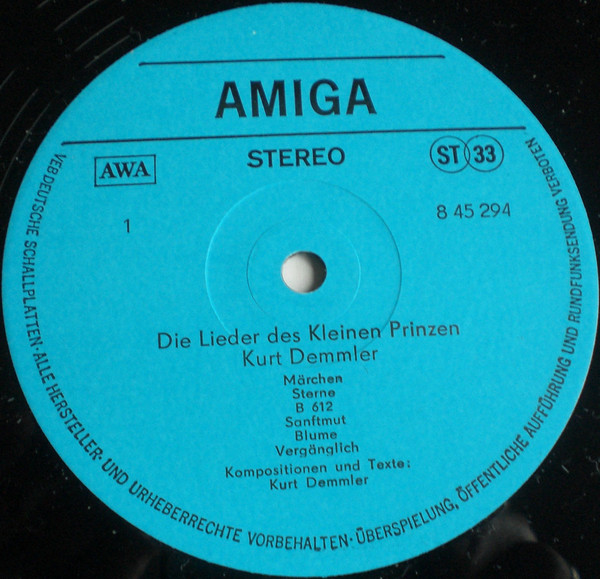 AMIGA
AWA
STEREO
ST 33
1
8 45 294
Die Lieder des Kleinen Prinzen
Kurt Demmler
Märchen
Sterne
B 612
Sanftmut
Blume
Vergänglich
Kompositionen und Texte:
Kurt Demmler
VEB DEUTSCHE SCHALLPLATTEN · ALLE HERSTELLER- UND URHEBERRECHTE VORBEHALTEN · ÜBERSPIELUNG, ÖFFENTLICHE AUFFÜHRUNG UND RUNDFUNKSENDUNG VERBOTEN